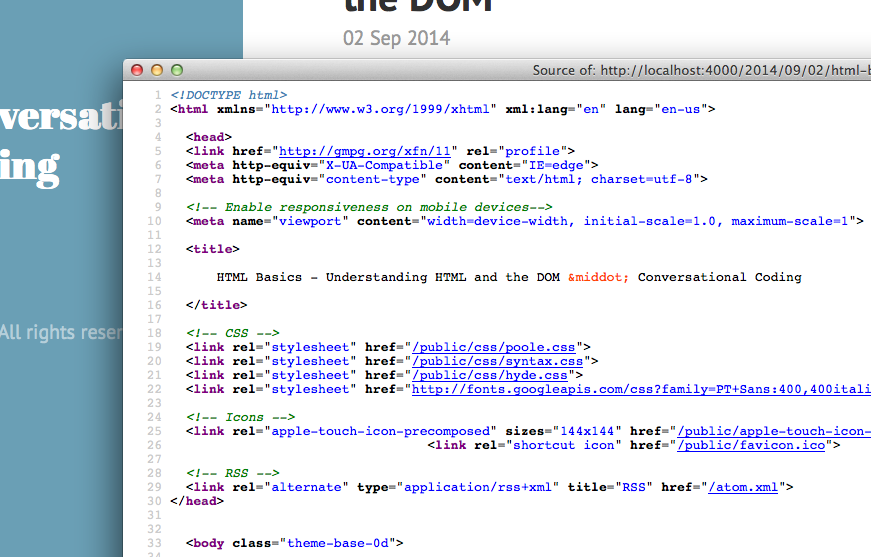 the DOM
02 Sep 2014
versati
ing
All rights reser
Source of: http://localhost:4000/2014/09/02/html-b
1 <!DOCTYPE html>
2 <html xmlns="http://www.w3.org/1999/xhtml" xml:lang="en" lang="en-us">
3
4 <head>
5 <link href="http://gmpg.org/xfn/11" rel="profile">
6 <meta http-equiv="X-UA-Compatible" content="IE=edge">
7 <meta http-equiv="content-type" content="text/html; charset=utf-8">
8
9 <!-- Enable responsiveness on mobile devices-->
10 <meta name="viewport" content="width=device-width, initial-scale=1.0, maximum-scale=1">
11
12 <title>
13
14 HTML Basics - Understanding HTML and the DOM &middot; Conversational Coding
15
16 </title>
17
18 <!-- CSS -->
19 <link rel="stylesheet" href="/public/css/poole.css">
20 <link rel="stylesheet" href="/public/css/syntax.css">
21 <link rel="stylesheet" href="/public/css/hyde.css">
22 <link rel="stylesheet" href="http://fonts.googleapis.com/css?family=PT+Sans:400,400itali
23
24 <!-- Icons -->
25 <link rel="apple-touch-icon-precomposed" sizes="144x144" href="/public/apple-touch-icon-
26 <link rel="shortcut icon" href="/public/favicon.ico">
27
28 <!-- RSS -->
29 <link rel="alternate" type="application/rss+xml" title="RSS" href="/atom.xml">
30 </head>
31
32
33 <body class="theme-base-0d">
34